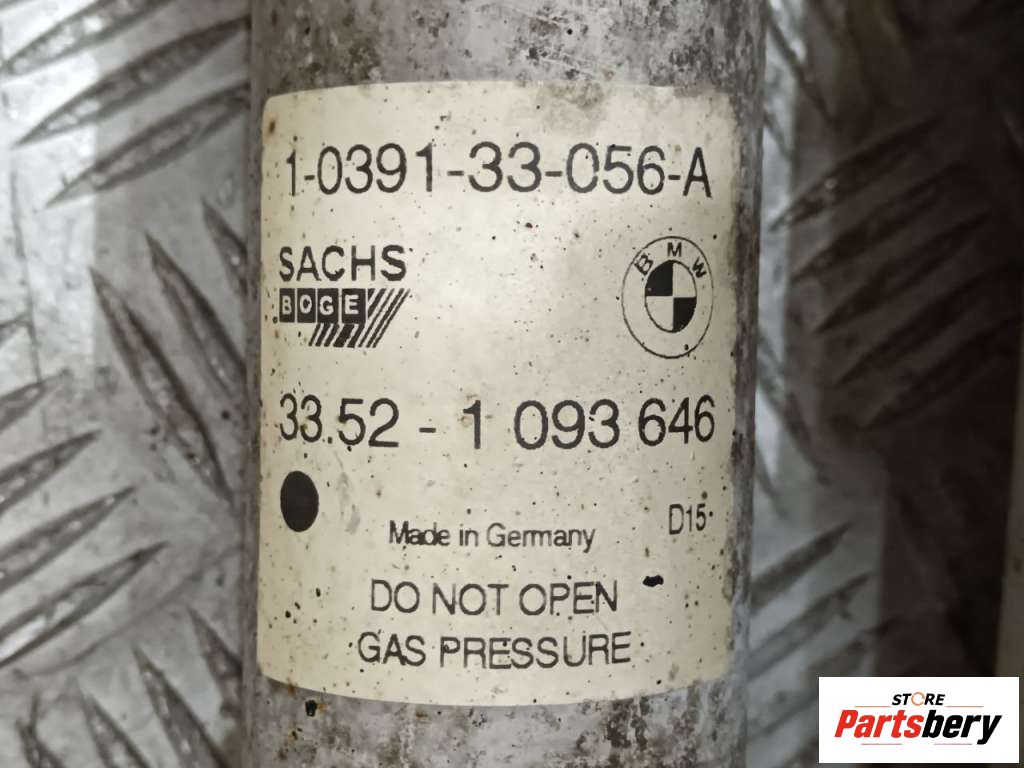 1-0391-33-056-A
SACHS
BOGE
BMW
33.52 - 1 093 646
Made in Germany
D15
DO NOT OPEN
GAS PRESSURE
STORE
Partsbery